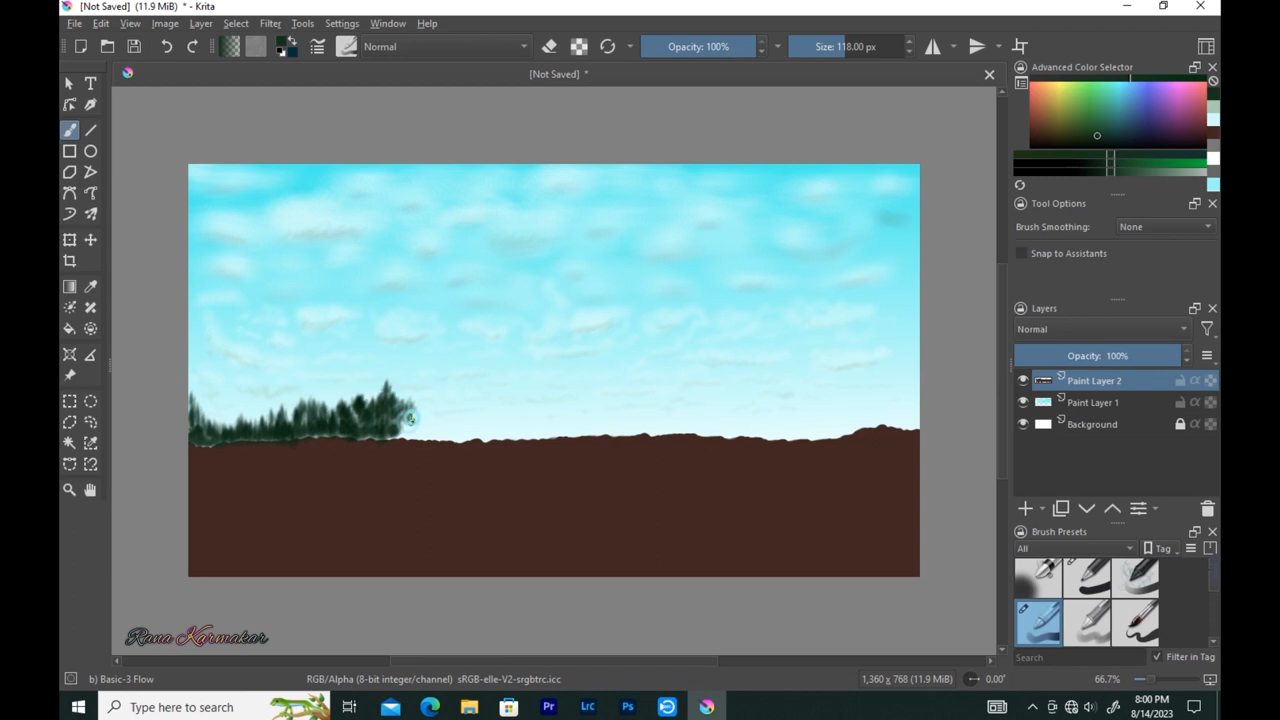 [Not Saved] (11.9 MiB) * - Krita
File Edit View Image Layer Select Filter Tools Settings Window Help
Normal
Opacity: 100%
Size: 118.00 px
[Not Saved] *
Advanced Color Selector
Tool Options
Brush Smoothing: None
Snap to Assistants
Layers
Normal
Opacity: 100%
Paint Layer 2
Paint Layer 1
Background
Brush Presets
All
Tag
Search
Filter in Tag
Rana Karmakar
b) Basic-3 Flow
RGB/Alpha (8-bit integer/channel) sRGB-elle-V2-srgbtrc.icc
1,360 x 768 (11.9 MiB)
0.00°
66.7%
Type here to search
Pr
Lrc
Ps
8:00 PM
8/14/2023